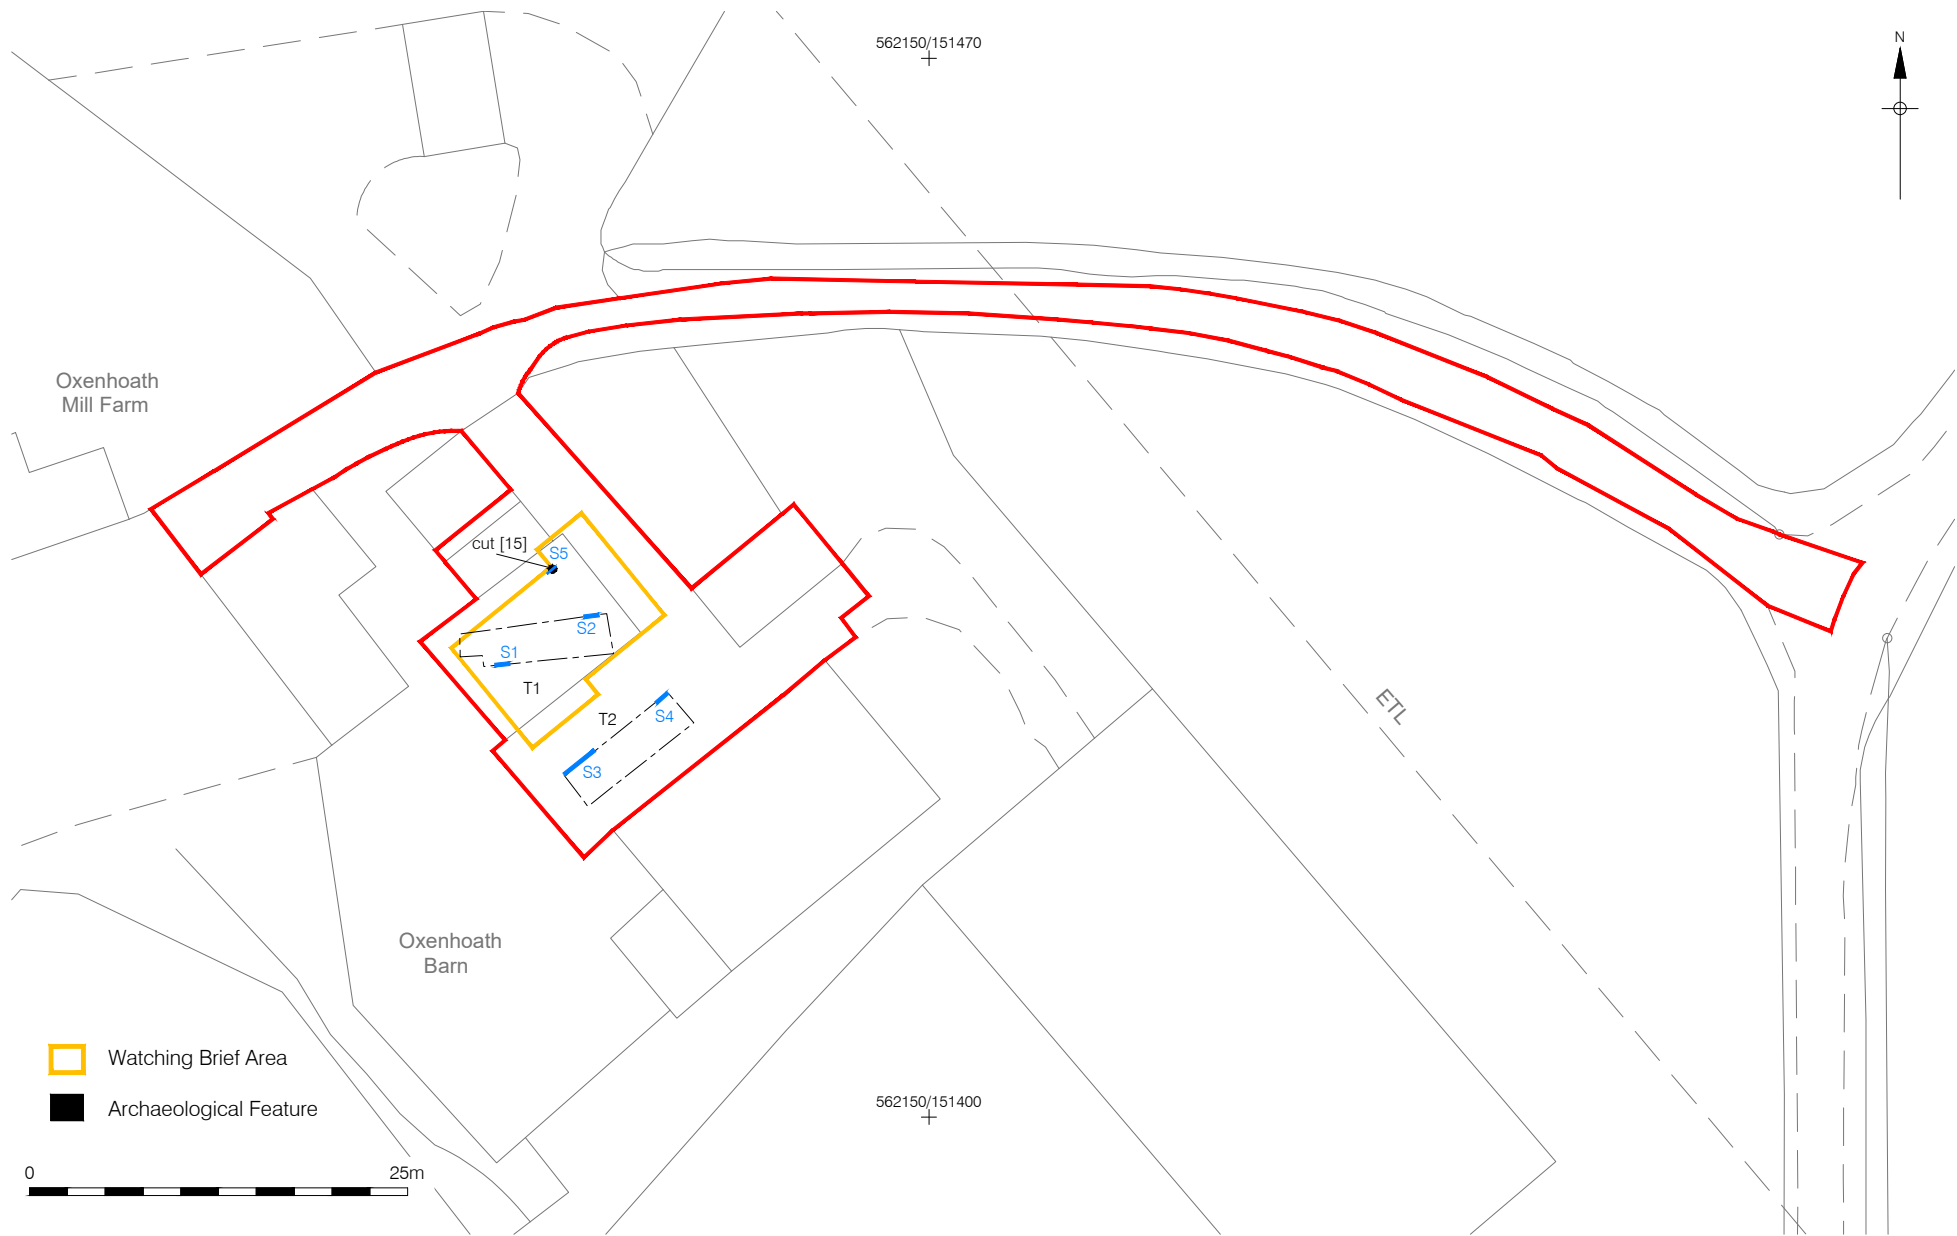 562150/151470
N
Oxenhoath
Mill Farm
cut [15]
S5
S2
S1
T1
S4
T2
S3
ETL
Oxenhoath
Barn
Watching Brief Area
Archaeological Feature
562150/151400
0 25m